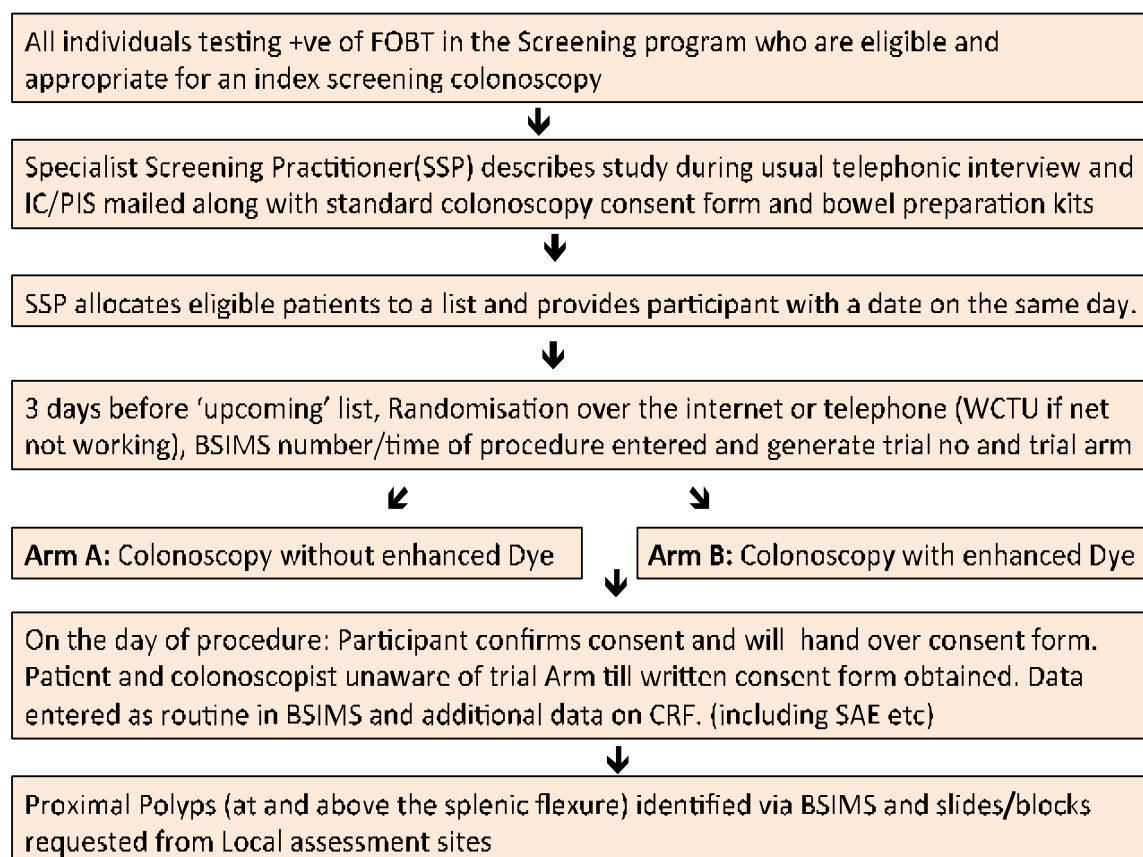 All individuals testing +ve of FOBT in the Screening program who are eligible and
appropriate for an index screening colonoscopy
Specialist Screening Practitioner(SSP) describes study during usual telephonic interview and
IC/PIS mailed along with standard colonoscopy consent form and bowel preparation kits
SSP allocates eligible patients to a list and provides participant with a date on the same day.
3 days before ‘upcoming’ list, Randomisation over the internet or telephone (WCTU if net
not working), BSIMS number/time of procedure entered and generate trial no and trial arm
Arm A: Colonoscopy without enhanced Dye
Arm B: Colonoscopy with enhanced Dye
On the day of procedure: Participant confirms consent and will hand over consent form.
Patient and colonoscopist unaware of trial Arm till written consent form obtained. Data
entered as routine in BSIMS and additional data on CRF. (including SAE etc)
Proximal Polyps (at and above the splenic flexure) identified via BSIMS and slides/blocks
requested from Local assessment sites